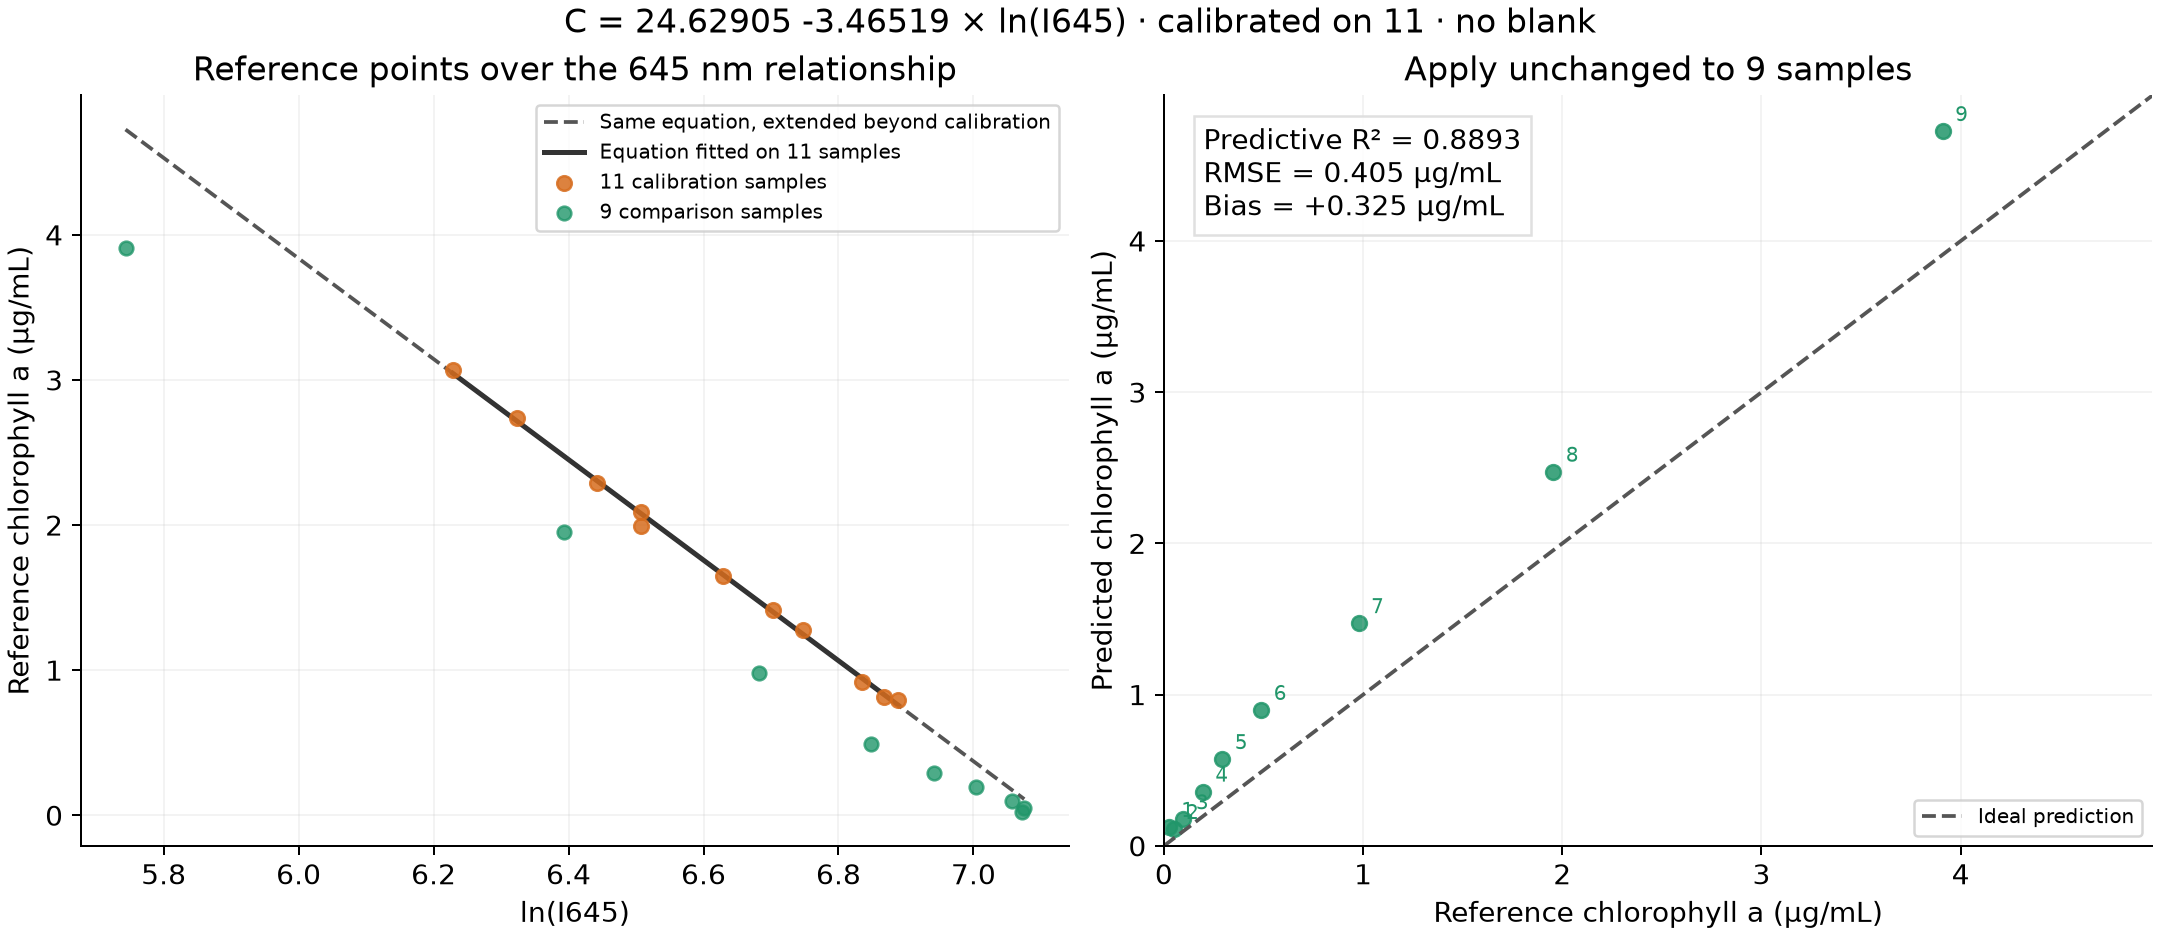 C = 24.62905 -3.46519 × ln(I645) · calibrated on 11 · no blank
Reference points over the 645 nm relationship
Same equation, extended beyond calibration
Equation fitted on 11 samples
11 calibration samples
9 comparison samples
Reference chlorophyll a (µg/mL)
4
3
2
1
0
5.8
6.0
6.2
6.4
6.6
6.8
7.0
ln(I645)
Apply unchanged to 9 samples
Predictive R² = 0.8893
RMSE = 0.405 µg/mL
Bias = +0.325 µg/mL
Predicted chlorophyll a (µg/mL)
4
3
2
1
0
9
8
7
6
5
4
3
2
1
Ideal prediction
0
1
2
3
4
Reference chlorophyll a (µg/mL)